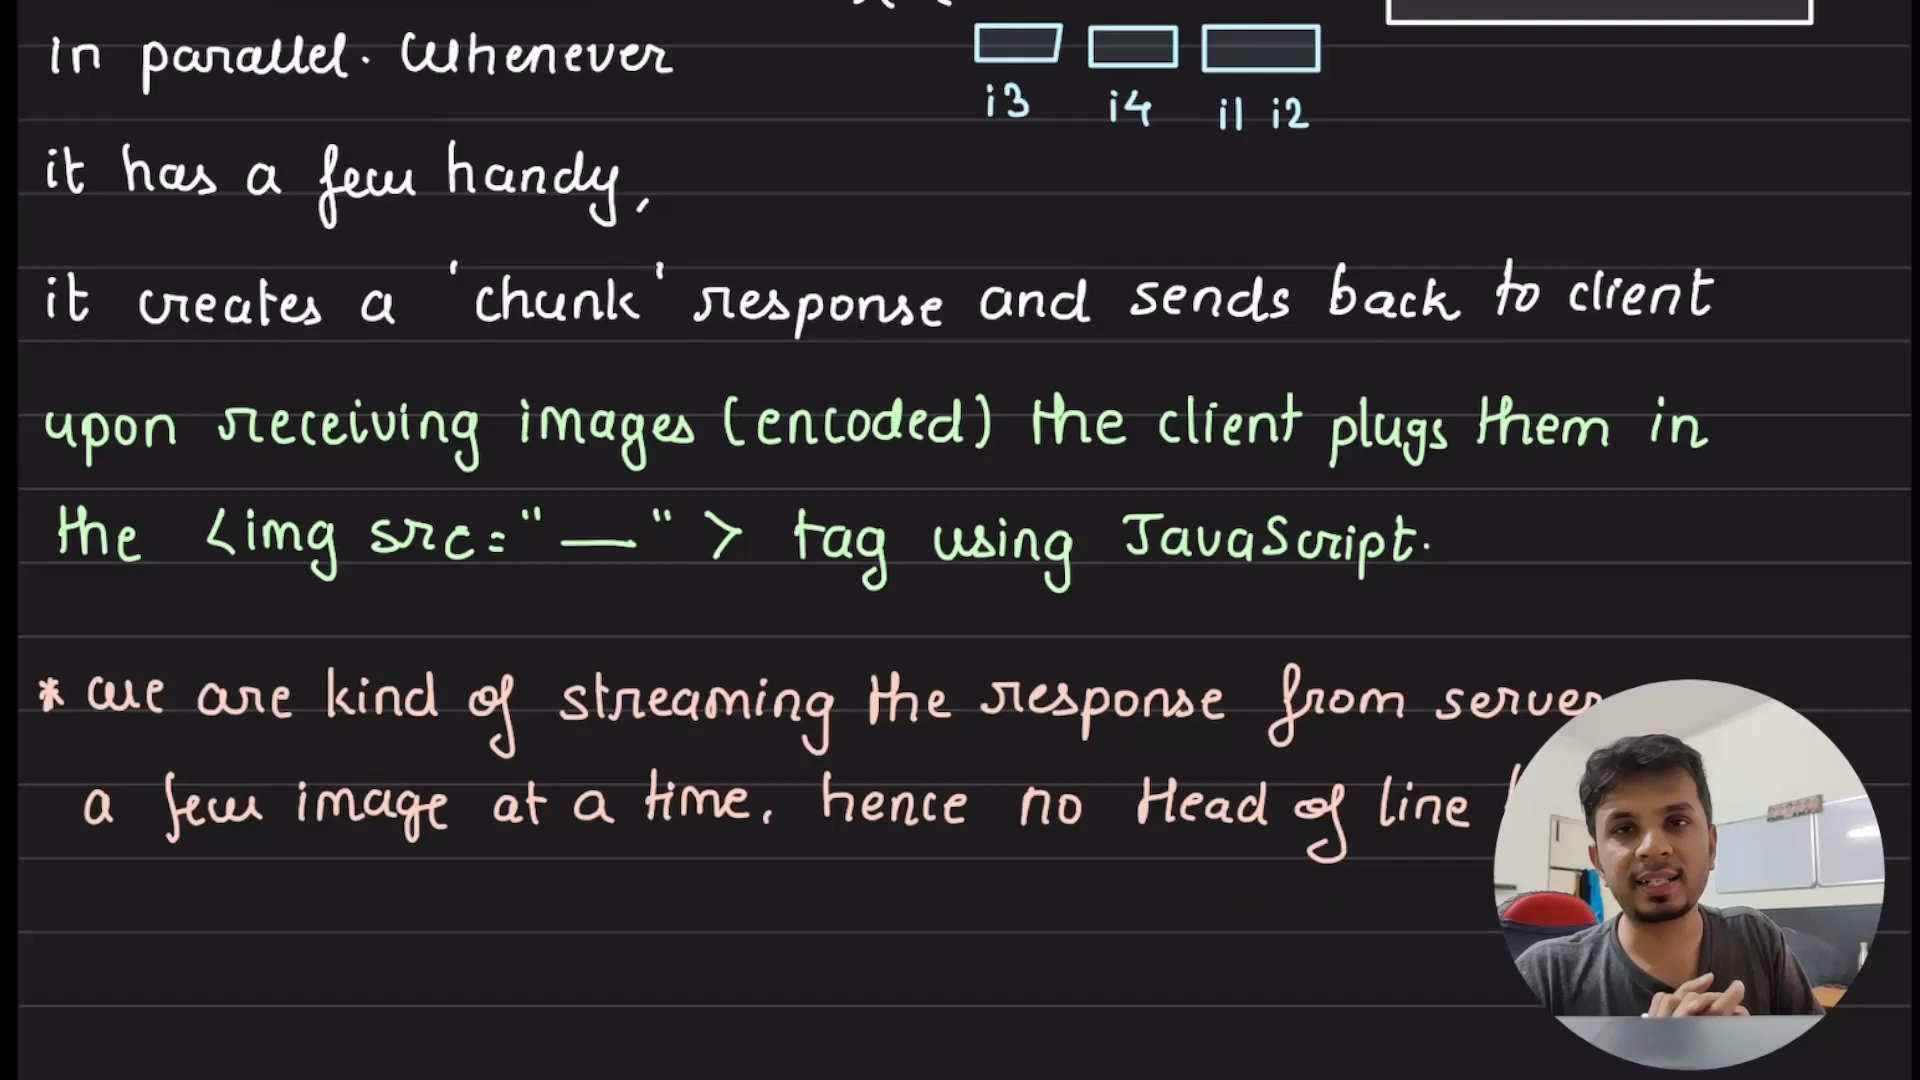 in parallel. Whenever
i3 i4 i1 i2
it has a few handy,
it creates a 'chunk' response and sends back to client
upon receiving images (encoded) the client plugs them in
the <img src="—"> tag using JavaScript.
* we are kind of streaming the response from server
a few image at a time. hence no Head of line